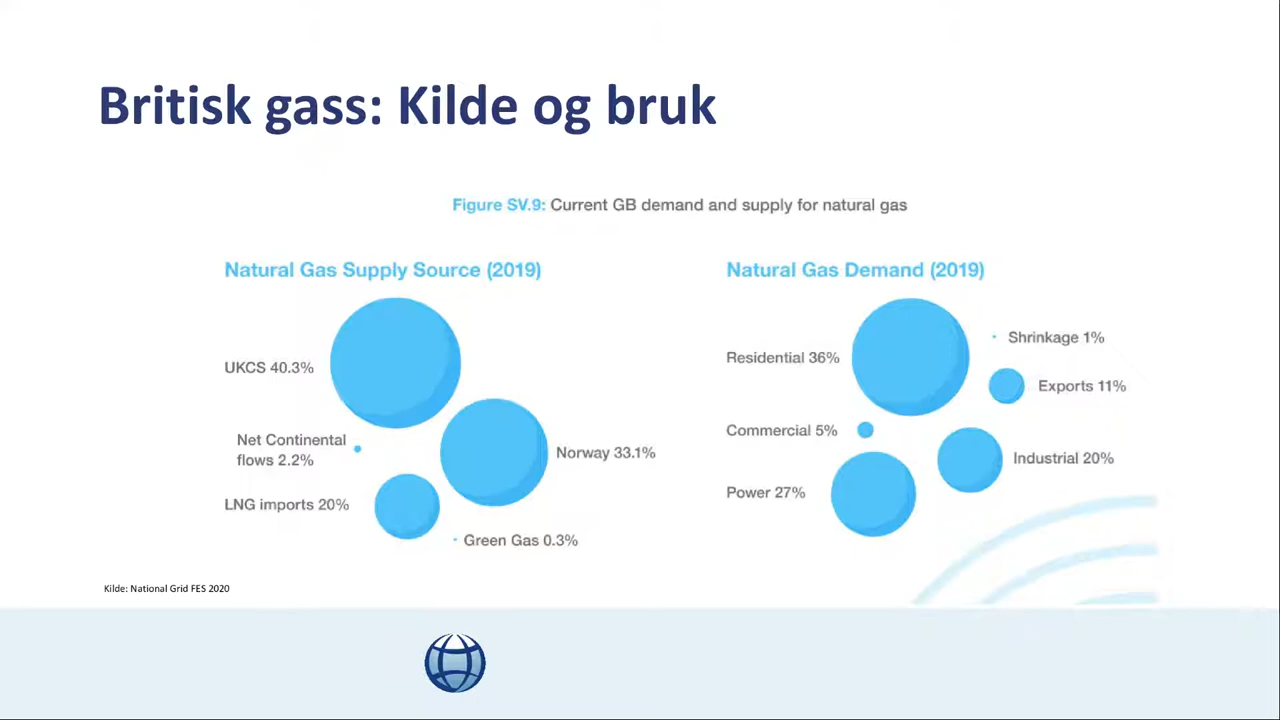 Britisk gass: Kilde og bruk
Figure SV.9: Current GB demand and supply for natural gas
Natural Gas Supply Source (2019)
UKCS 40.3%
Net Continental
flows 2.2%
Norway 33.1%
LNG imports 20%
Green Gas 0.3%
Natural Gas Demand (2019)
Shrinkage 1%
Residential 36%
Exports 11%
Commercial 5%
Industrial 20%
Power 27%
Kilde: National Grid FES 2020